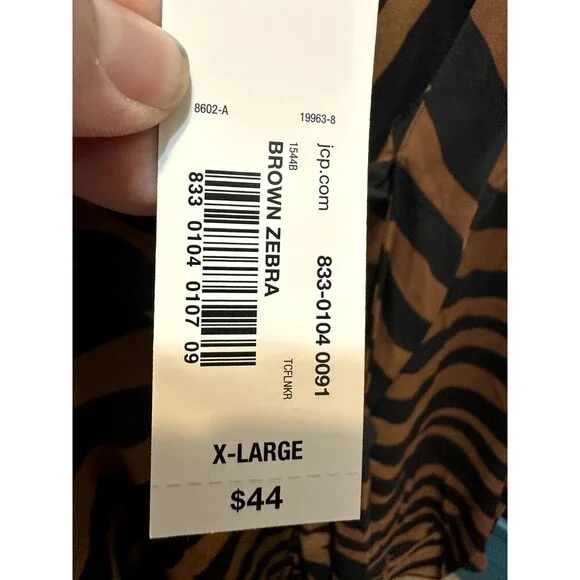 8602-A
19963-8
jcp.com 833-0104 0091
1544B TCFLNKR
BROWN ZEBRA
833 0104 0107 09
X-LARGE
$44